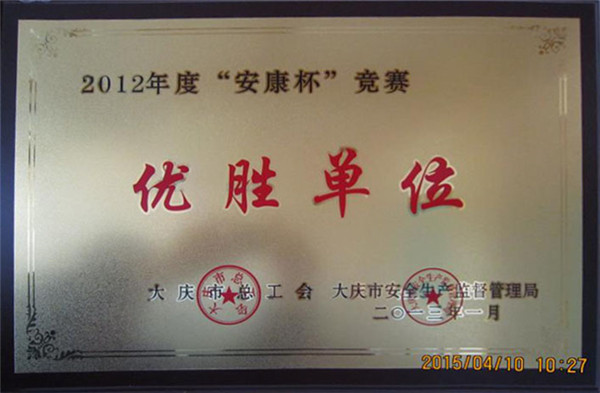 2012年度“安康杯”竞赛
优胜单位
大庆市总工会 大庆市安全生产监督管理局
二〇一三年一月
2015/04/10 10:27